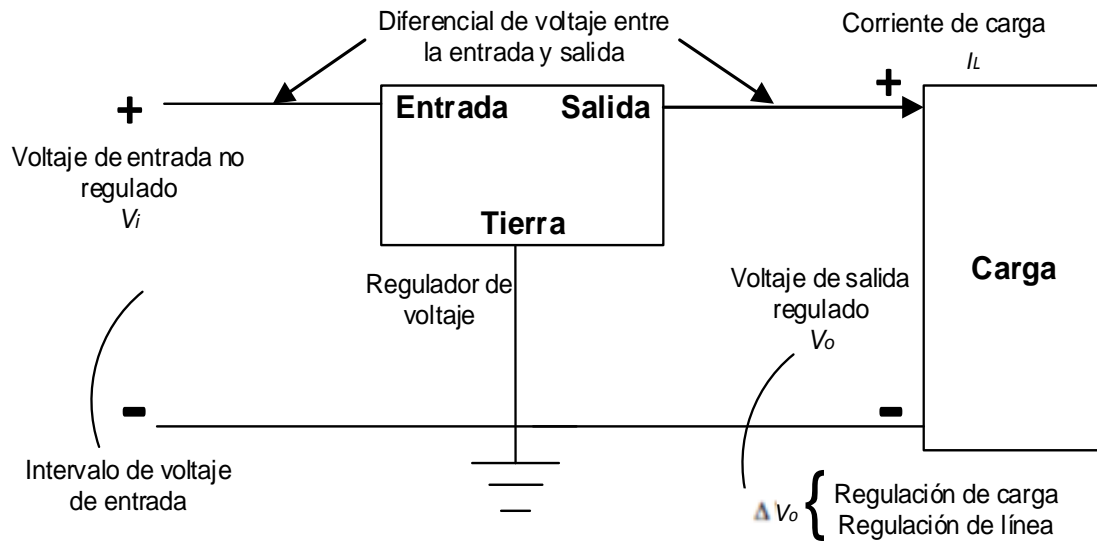 Diferencial de voltaje entre
la entrada y salida
Corriente de carga
IL
+
Entrada Salida
+
Voltaje de entrada no
regulado
Vi
Tierra
Regulador de
voltaje
Voltaje de salida
regulado
Vo
Carga
-
-
Intervalo de voltaje
de entrada
Δ Vo {
Regulación de carga
Regulación de línea